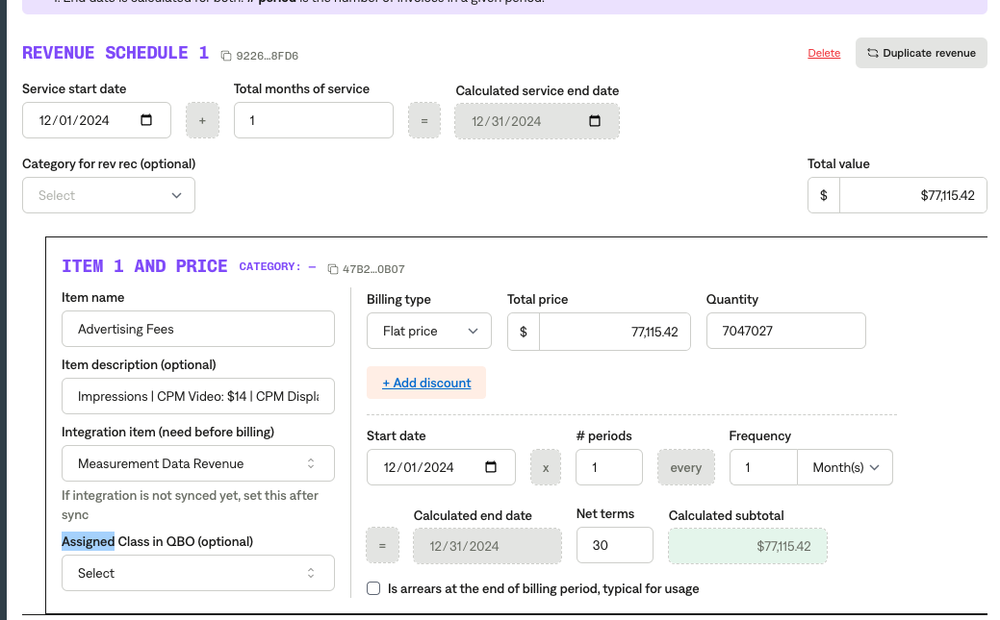 1. End date is calculated for both. # period is the number of invoices in a given period.
REVENUE SCHEDULE 1 9226…8FD6 Delete Duplicate revenue
Service start date Total months of service Calculated service end date
12/01/2024 + 1 = 12/31/2024
Category for rev rec (optional) Total value
Select $ $77,115.42
ITEM 1 AND PRICE CATEGORY: – 47B2…0B07
Item name
Advertising Fees
Item description (optional)
Impressions | CPM Video: $14 | CPM Displa
Integration item (need before billing)
Measurement Data Revenue
If integration is not synced yet, set this after
sync
Assigned Class in QBO (optional)
Select
Billing type Total price Quantity
Flat price $ 77,115.42 7047027
+ Add discount
Start date # periods Frequency
12/01/2024 x 1 every 1 Month(s)
Calculated end date Net terms Calculated subtotal
= 12/31/2024 30 $77,115.42
Is arrears at the end of billing period, typical for usage